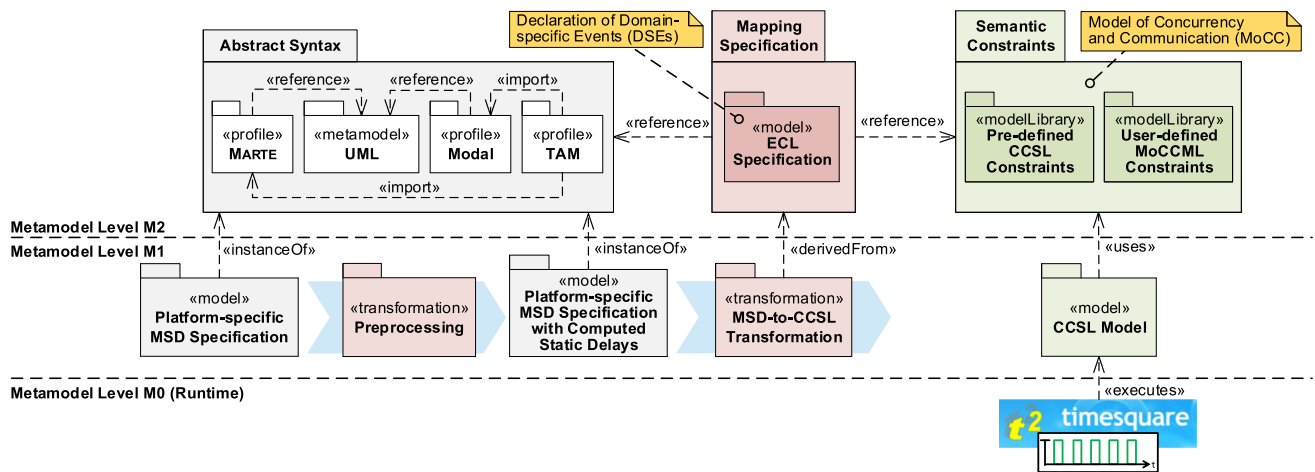 Declaration of Domain-
specific Events (DSEs)
Model of Concurrency
and Communication (MoCC)
Abstract Syntax
Mapping
Specification
Semantic
Constraints
«reference»
«reference»
«import»
«profile»
MARTE
«metamodel»
UML
«profile»
Modal
«profile»
TAM
«import»
«reference»
«model»
ECL
Specification
«reference»
«modelLibrary»
Pre-defined
CCSL
Constraints
«modelLibrary»
User-defined
MoCCML
Constraints
Metamodel Level M2
Metamodel Level M1
«instanceOf»
«instanceOf»
«derivedFrom»
«uses»
«model»
Platform-specific
MSD Specification
«transformation»
Preprocessing
«model»
Platform-specific
MSD Specification
with Computed
Static Delays
«transformation»
MSD-to-CCSL
Transformation
«model»
CCSL Model
Metamodel Level M0 (Runtime)
«executes»
t2 timesquare
t